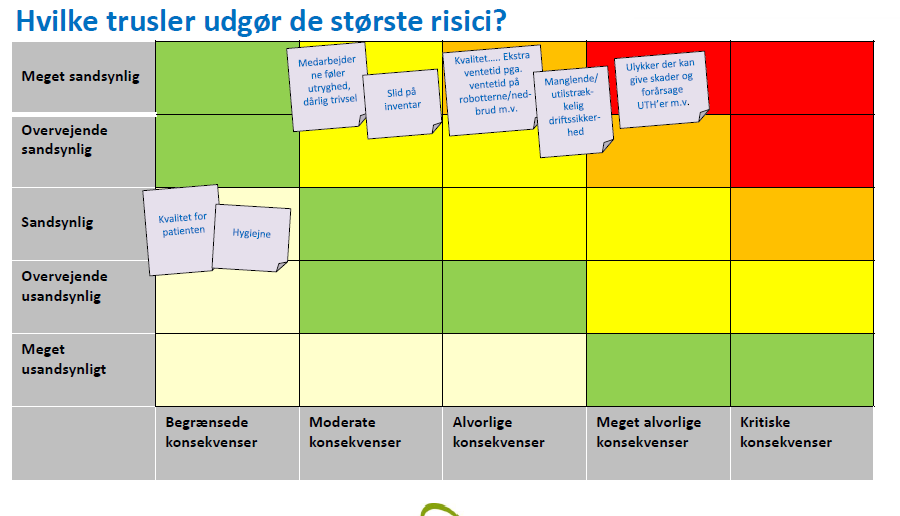 Hvilke trusler udgør de største risici?
Meget sandsynlig
Medarbejder
ne føler
utryghed,
dårlig trivsel
Slid på
inventar
Kvalitet..... Ekstra
ventetid pga.
ventetid på
robotterne/ned-
brud m.v.
Manglende/
utilstræk-
kelig
driftssikker-
hed
Ulykker der kan
give skader og
forårsage
UTH'er m.v.
Overvejende
sandsynlig
Sandsynlig
Kvalitet for
patienten
Hygiejne
Overvejende
usandsynlig
Meget
usandsynligt
Begrænsede
konsekvenser
Moderate
konsekvenser
Alvorlige
konsekvenser
Meget alvorlige
konsekvenser
Kritiske
konsekvenser